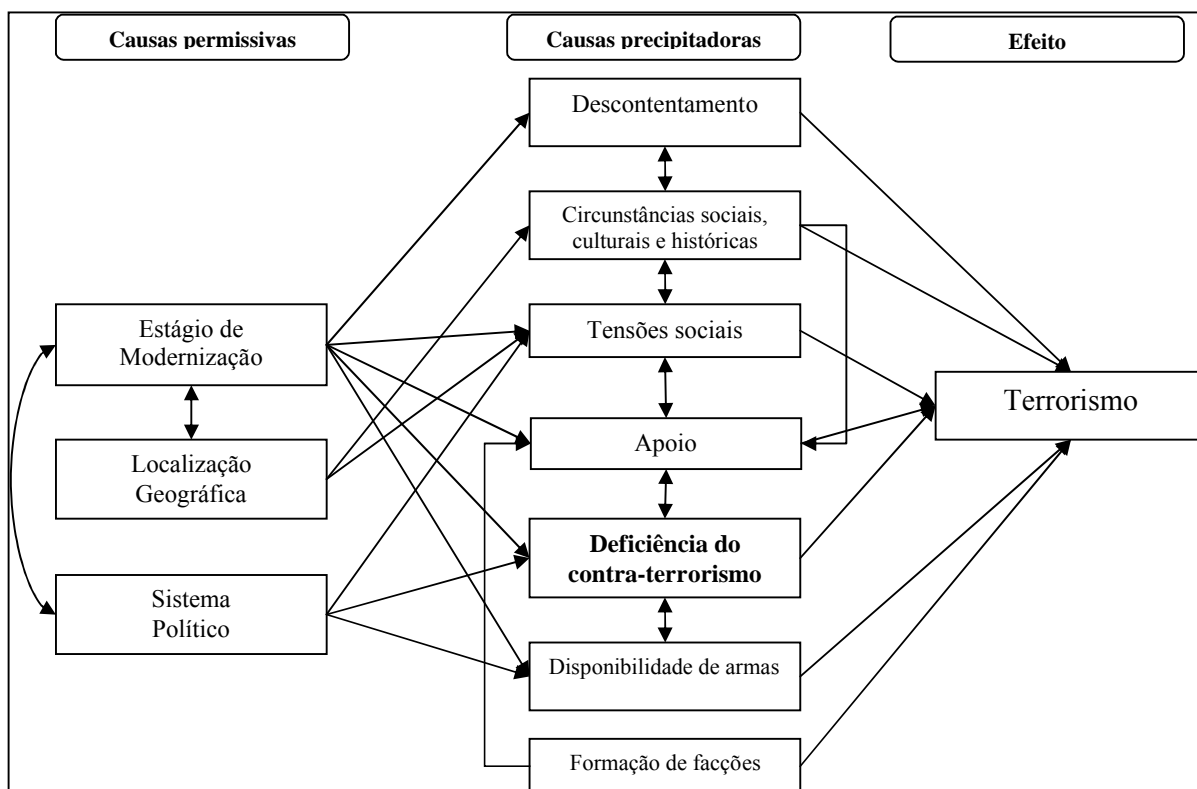 Causas permissivas
Causas precipitadoras
Efeito
Descontentamento
Circunstâncias sociais,
culturais e históricas
Estágio de
Modernização
Tensões sociais
Terrorismo
Localização
Geográfica
Apoio
Deficiência do
contra-terrorismo
Sistema
Político
Disponibilidade de armas
Formação de facções